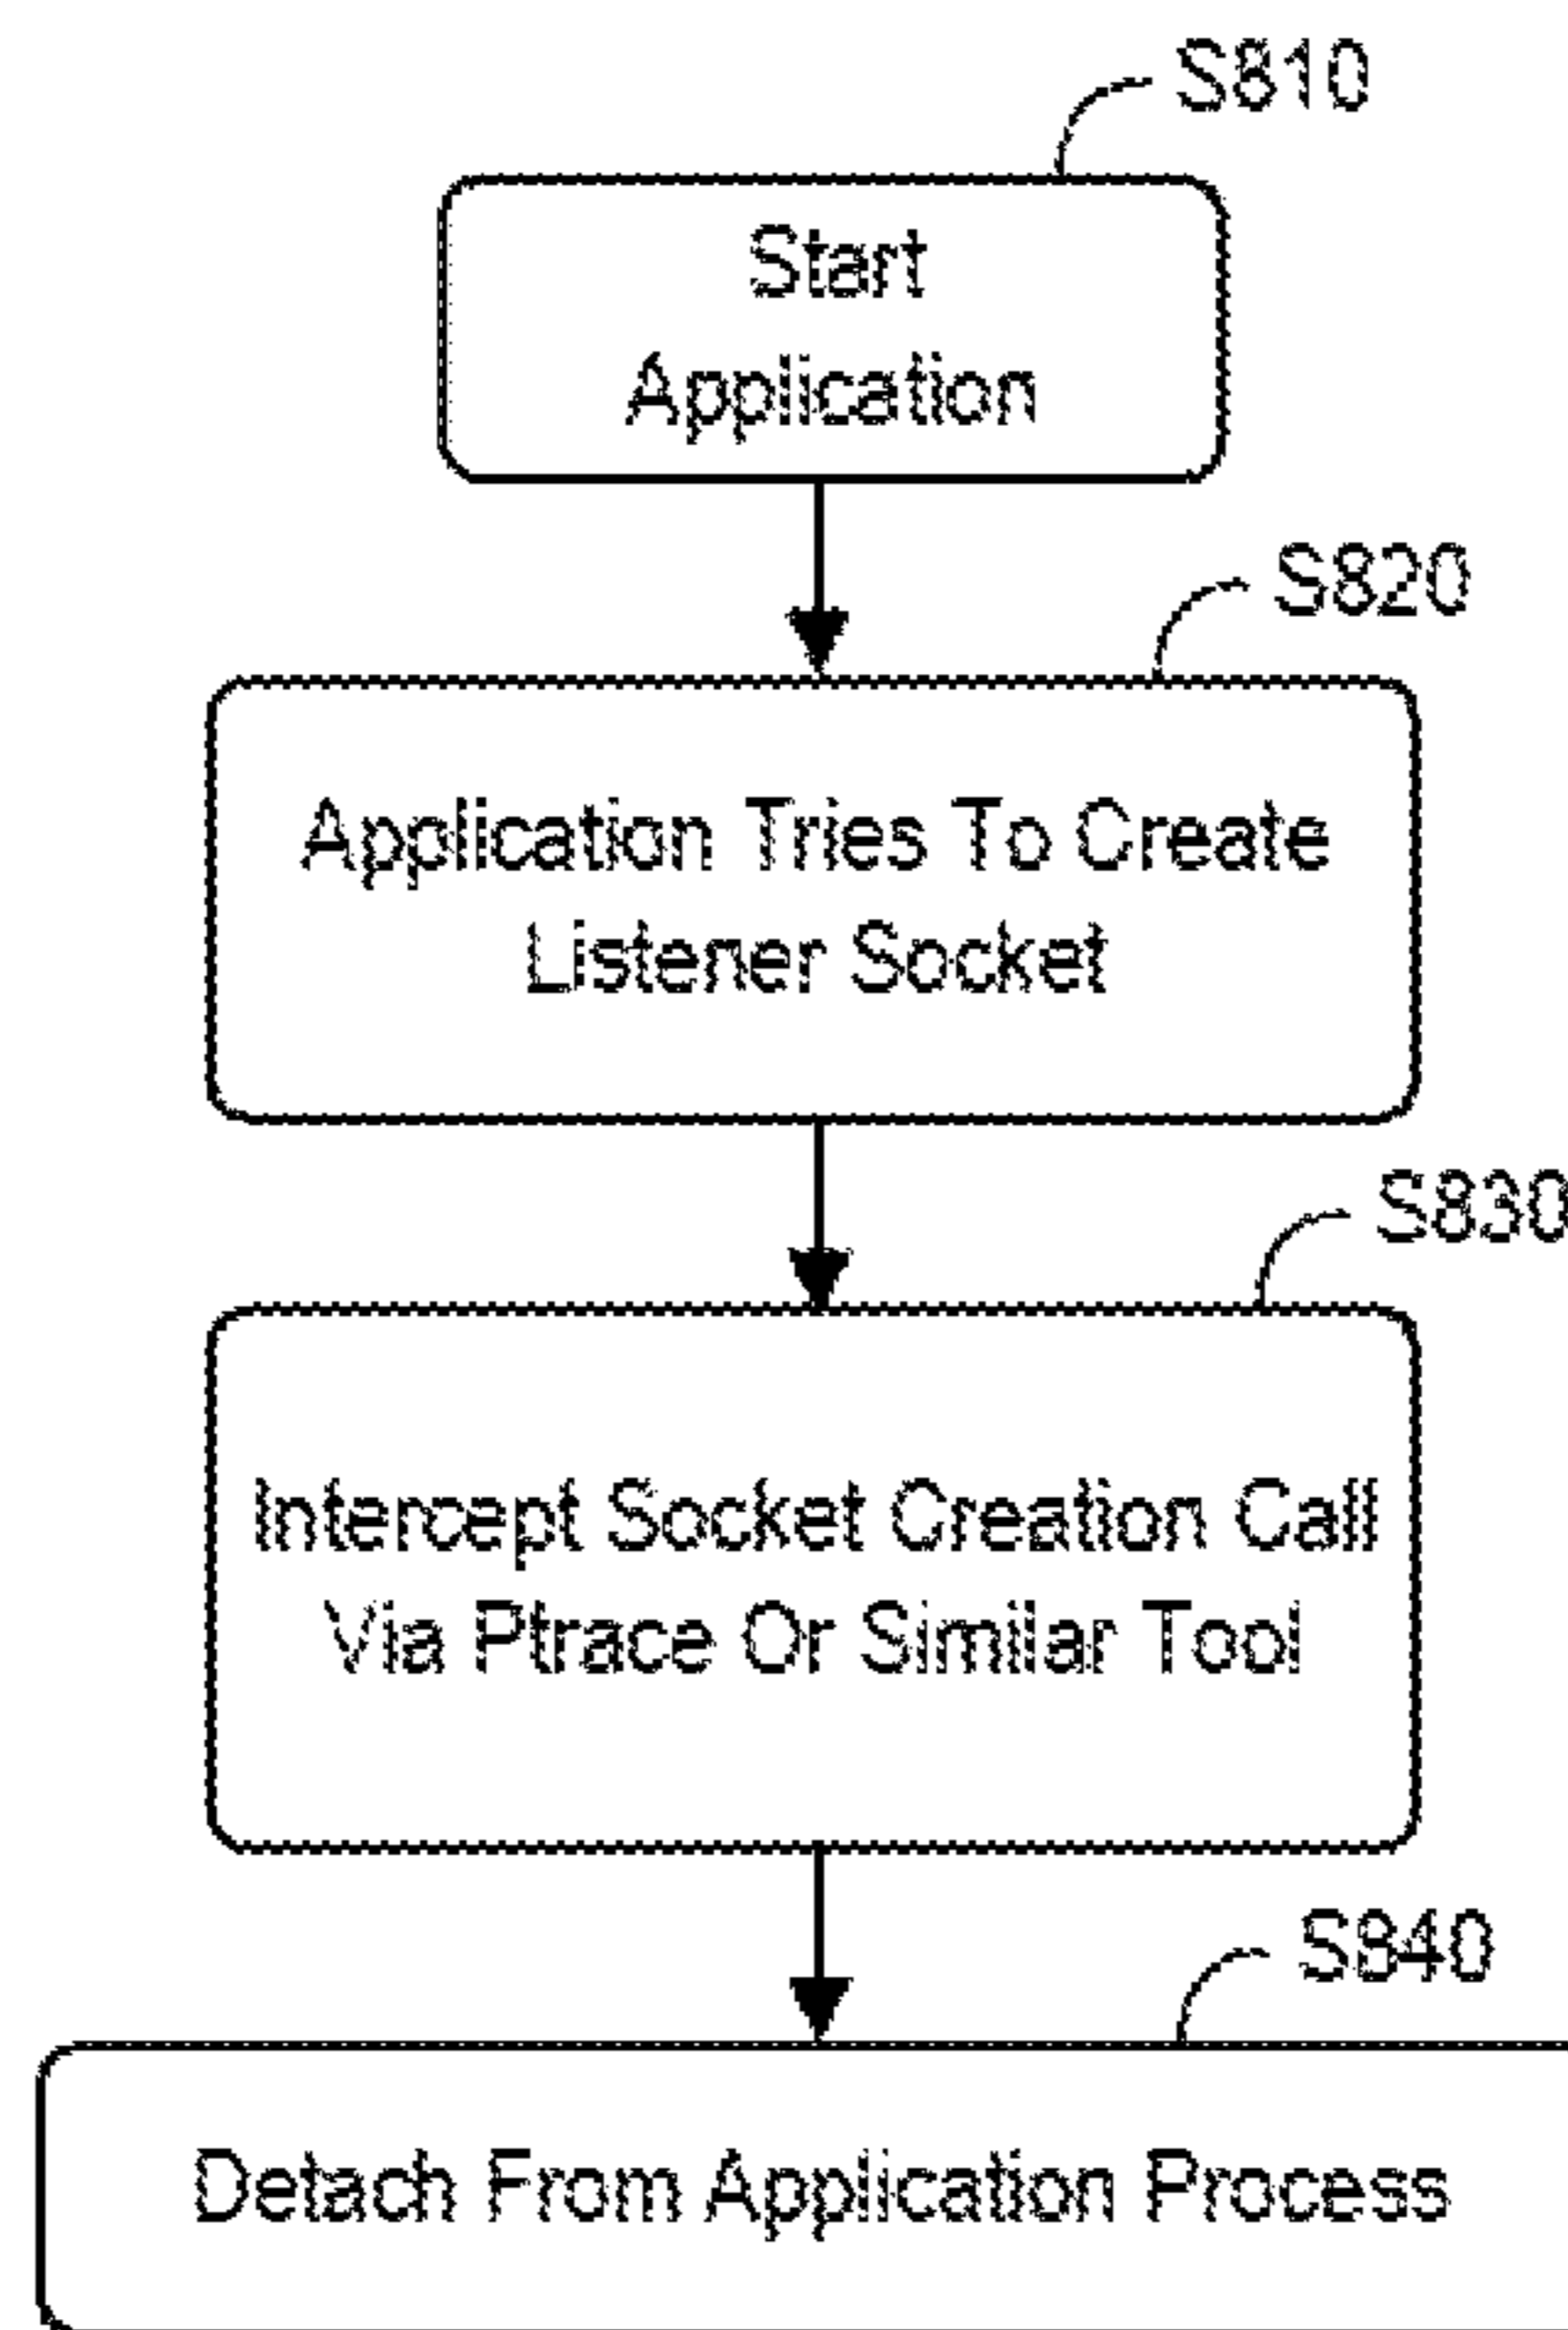 S810
Start
Application
S820
Application Tries To Create
Listener Socket
S830
Intercept Socket Creation Call
Via Ptrace Or Similar Tool
S840
Detach From Application Process